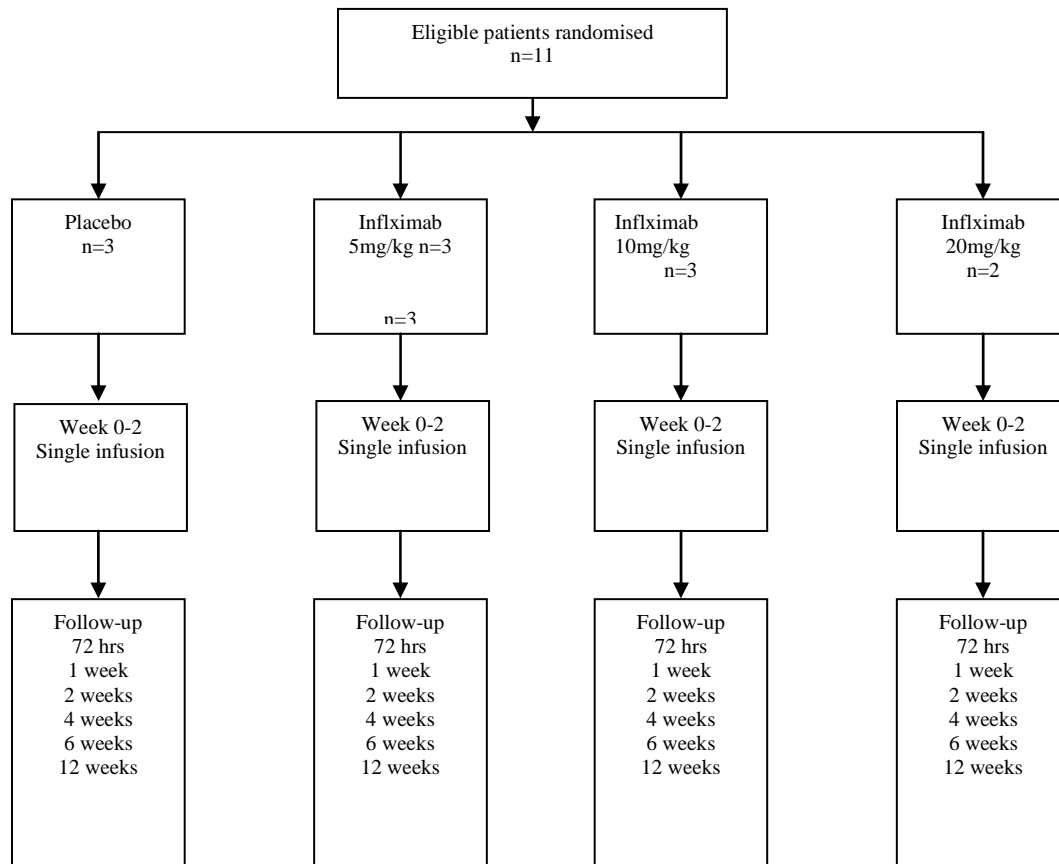 Eligible patients randomised
n=11
Placebo
n=3
Inflximab
5mg/kg n=3
n=3
Inflximab
10mg/kg
n=3
Inflximab
20mg/kg
n=2
Week 0-2
Single infusion
Week 0-2
Single infusion
Week 0-2
Single infusion
Week 0-2
Single infusion
Follow-up
72 hrs
1 week
2 weeks
4 weeks
6 weeks
12 weeks
Follow-up
72 hrs
1 week
2 weeks
4 weeks
6 weeks
12 weeks
Follow-up
72 hrs
1 week
2 weeks
4 weeks
6 weeks
12 weeks
Follow-up
72 hrs
1 week
2 weeks
4 weeks
6 weeks
12 weeks